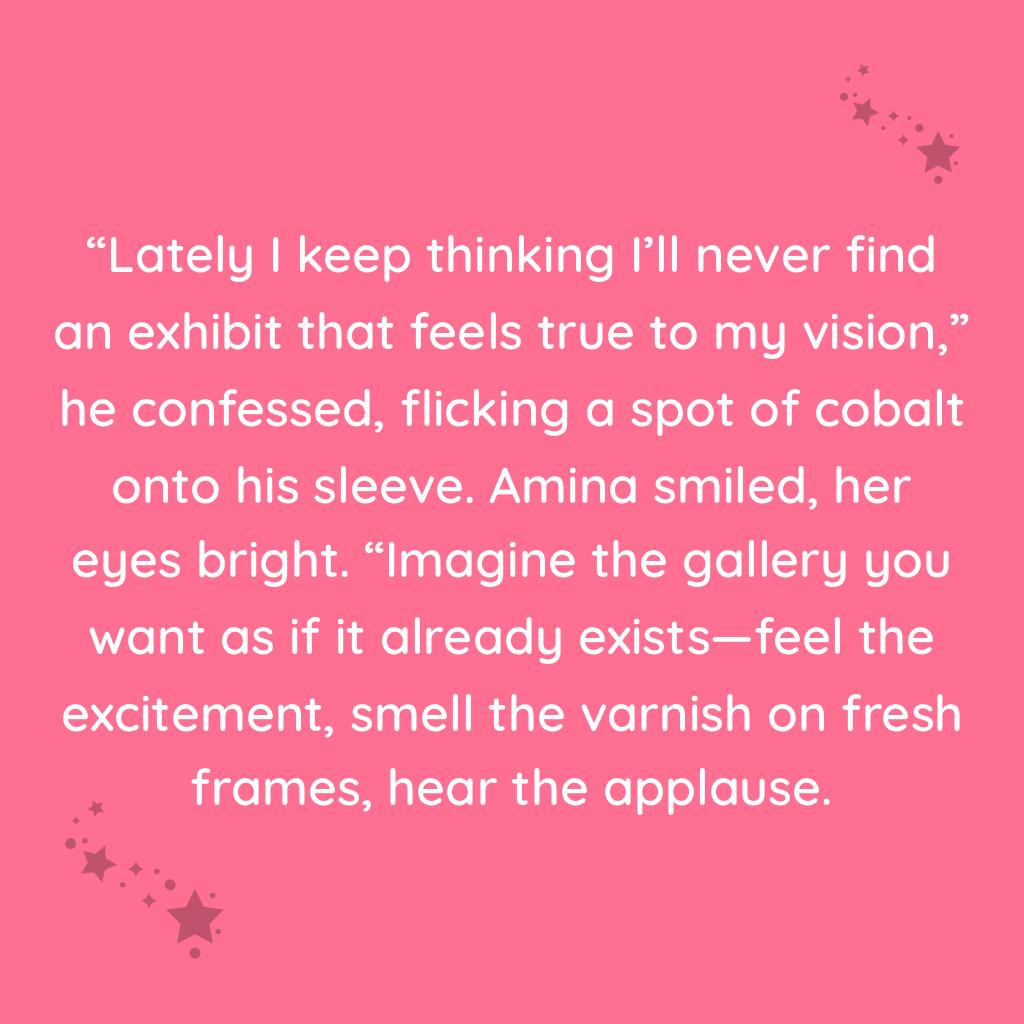 “Lately I keep thinking I’ll never find
an exhibit that feels true to my vision,”
he confessed, flicking a spot of cobalt
onto his sleeve. Amina smiled, her
eyes bright. “Imagine the gallery you
want as if it already exists—feel the
excitement, smell the varnish on fresh
frames, hear the applause.